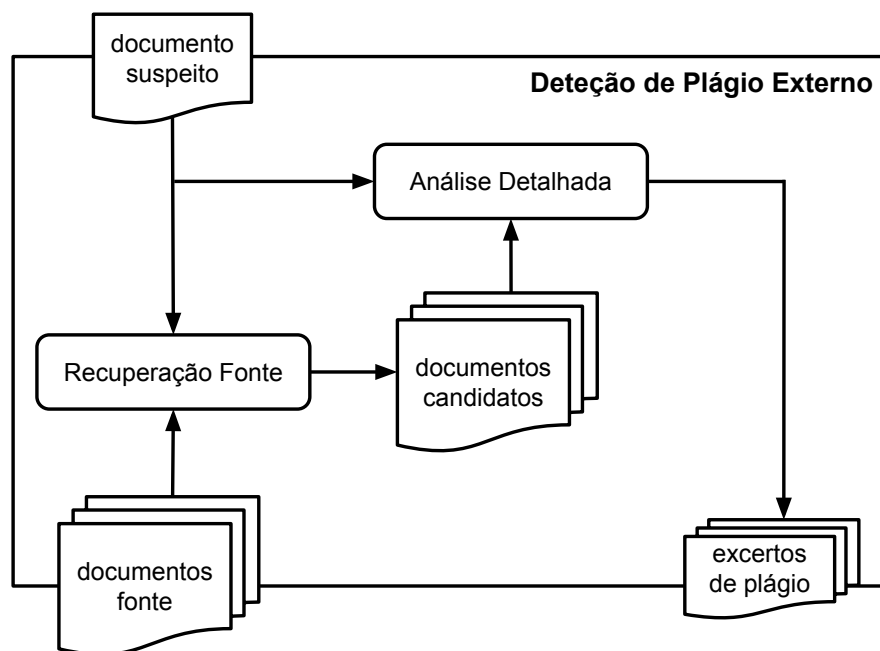 documento
suspeito
Deteção de Plágio Externo
Análise Detalhada
Recuperação Fonte
documentos
candidatos
documentos
fonte
excertos
de plágio